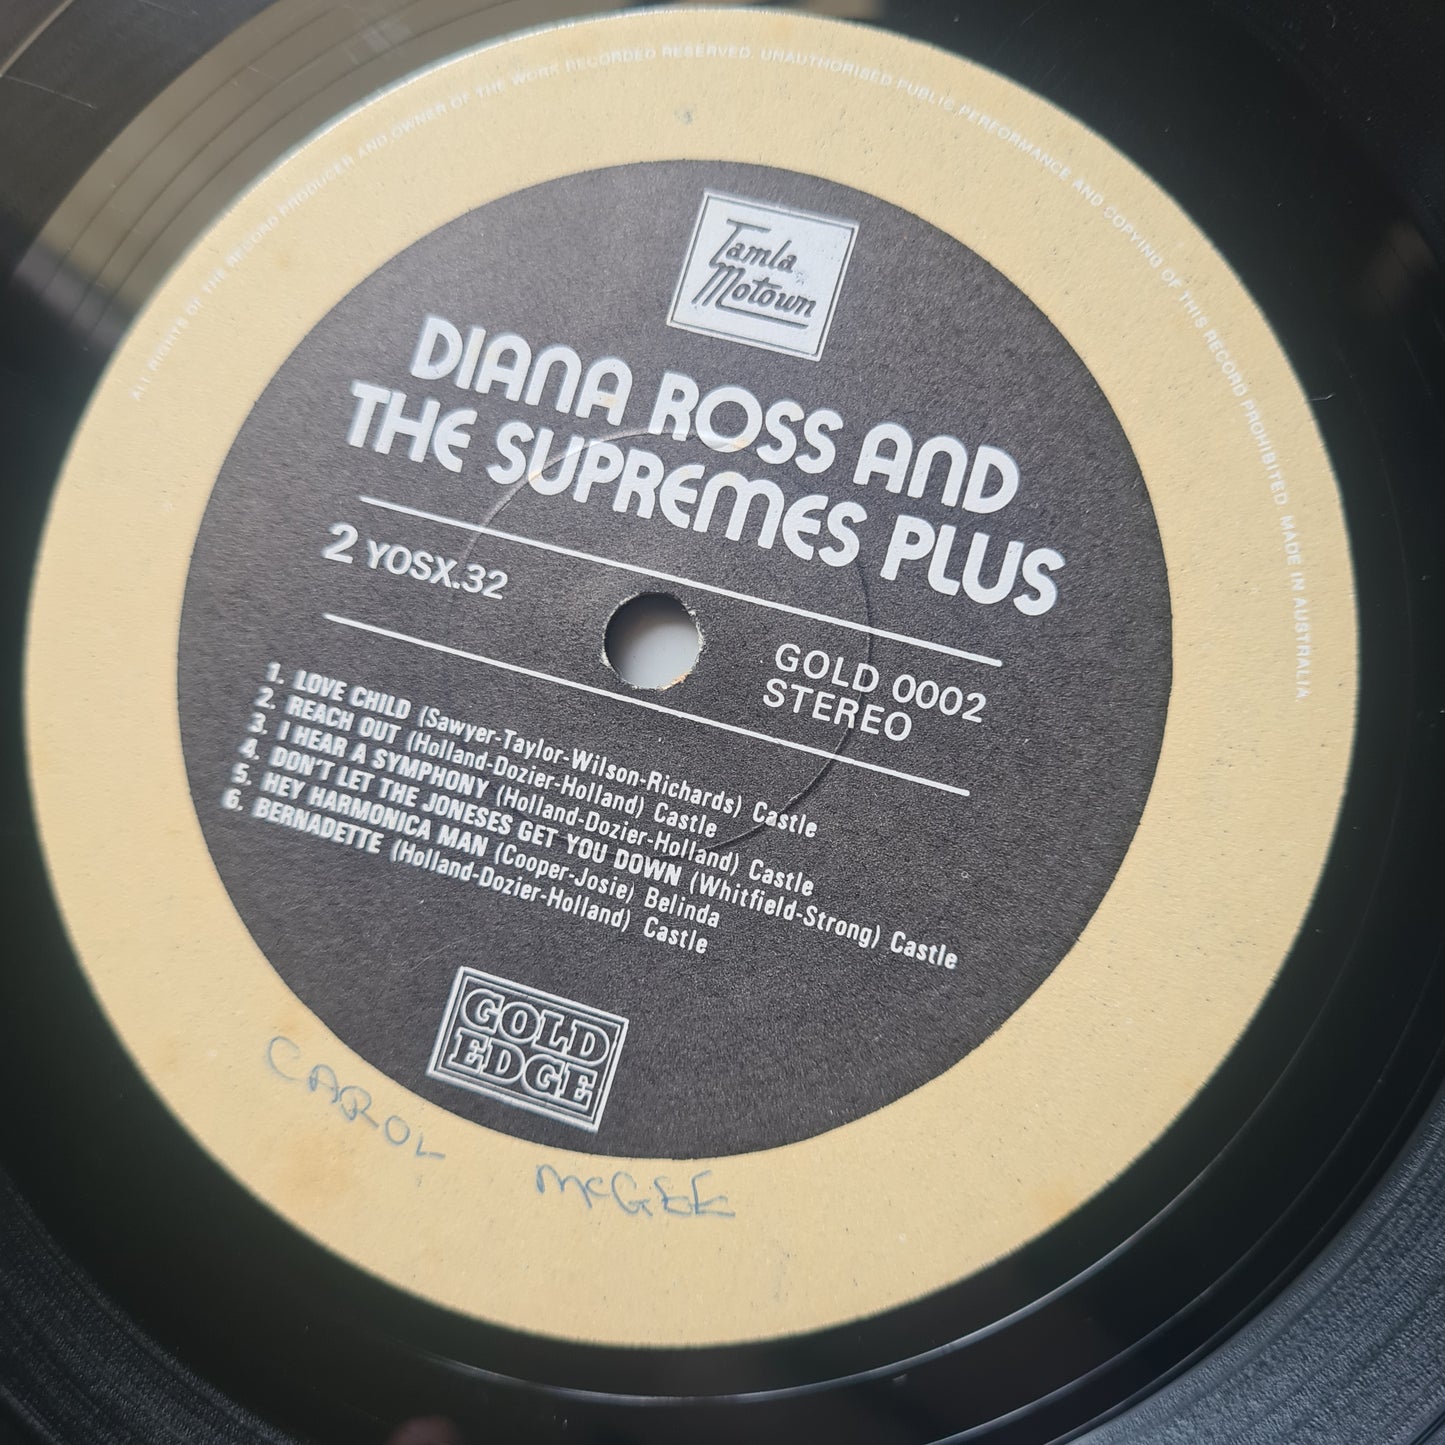 ALL RIGHTS OF THE RECORD PRODUCER AND OWNER OF THE WORK RECORDED RESERVED. UNAUTHORISED PUBLIC PERFORMANCE AND COPYING OF THIS RECORD PROHIBITED. MADE IN AUSTRALIA
Tamla
Motown
DIANA ROSS AND
THE SUPREMES PLUS
2 YOSX.32
GOLD 0002
STEREO
1. LOVE CHILD (Sawyer-Taylor-Wilson-Richards) Castle
2. REACH OUT (Holland-Dozier-Holland) Castle
3. I HEAR A SYMPHONY (Holland-Dozier-Holland) Castle
4. DON'T LET THE JONESES GET YOU DOWN (Whitfield-Strong) Castle
5. HEY HARMONICA MAN (Cooper-Josie) Belinda
6. BERNADETTE (Holland-Dozier-Holland) Castle
GOLD
EDGE
CAROL McGEE